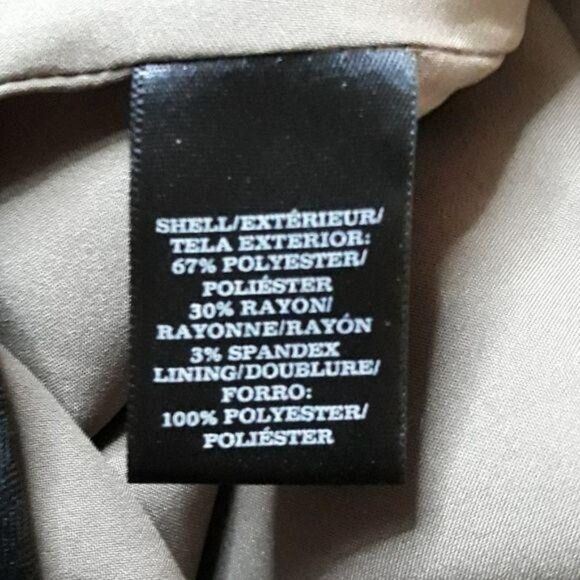 SHELL/EXTÉRIEUR/
TELA EXTERIOR:
67% POLYESTER/
POLIÉSTER
30% RAYON/
RAYONNE/RAYÓN
3% SPANDEX
LINING/DOUBLURE/
FORRO:
100% POLYESTER/
POLIÉSTER